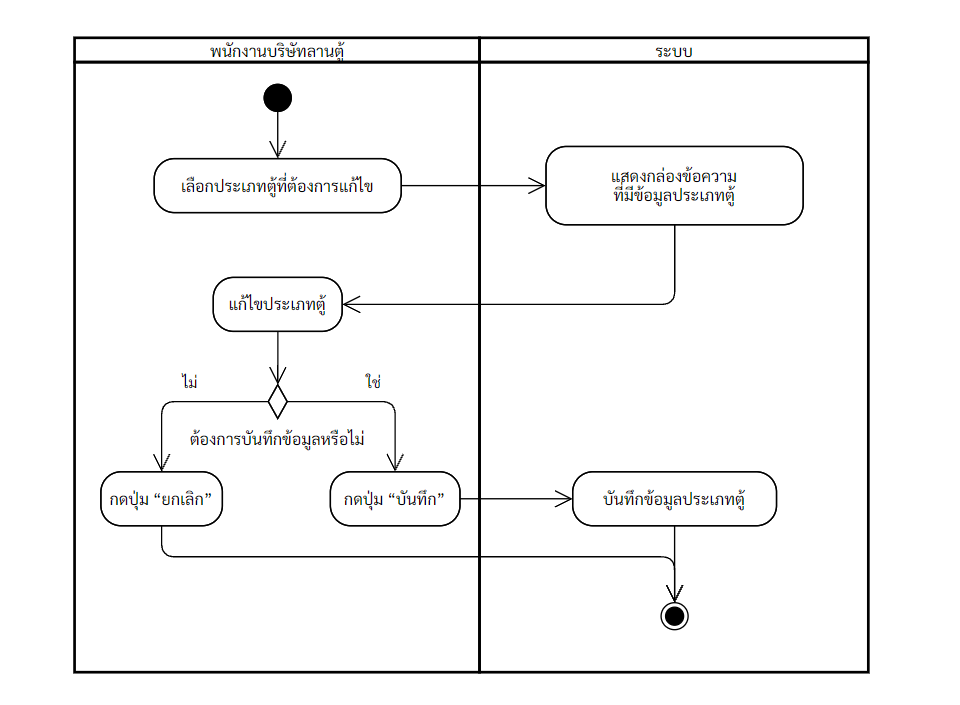 พนักงานบริษัทลานตู้
ระบบ
เลือกประเภทตู้ที่ต้องการแก้ไข
แสดงกล่องข้อความ
ที่มีข้อมูลประเภทตู้
แก้ไขประเภทตู้
ไม่
ใช่
ต้องการบันทึกข้อมูลหรือไม่
กดปุ่ม “ยกเลิก”
กดปุ่ม “บันทึก”
บันทึกข้อมูลประเภทตู้